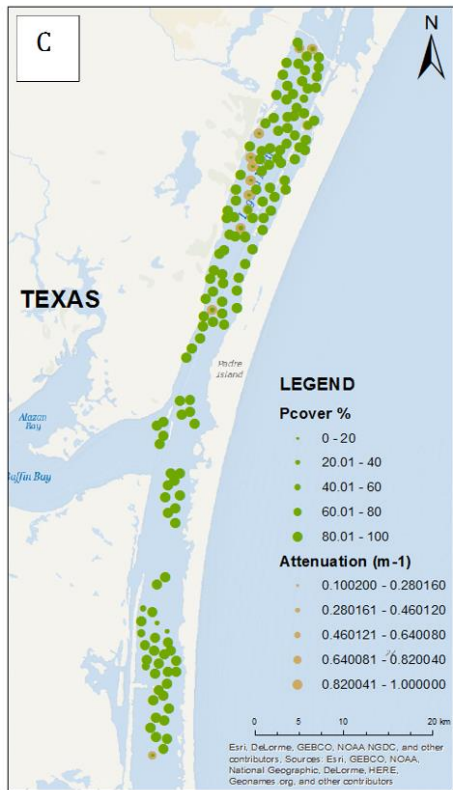 C
N
TEXAS
Padre
Island
Alazan
Bay
Baffin Bay
LEGEND
Pcover %
0 - 20
20.01 - 40
40.01 - 60
60.01 - 80
80.01 - 100
Attenuation (m-1)
0.100200 - 0.280160
0.280161 - 0.460120
0.460121 - 0.640080
0.640081 - 0.820040
0.820041 - 1.000000
0 5 10 20 km
Esri, DeLorme, GEBCO, NOAA NGDC, and other
contributors, Sources: Esri, GEBCO, NOAA,
National Geographic, DeLorme, HERE,
Geonames.org, and other contributors